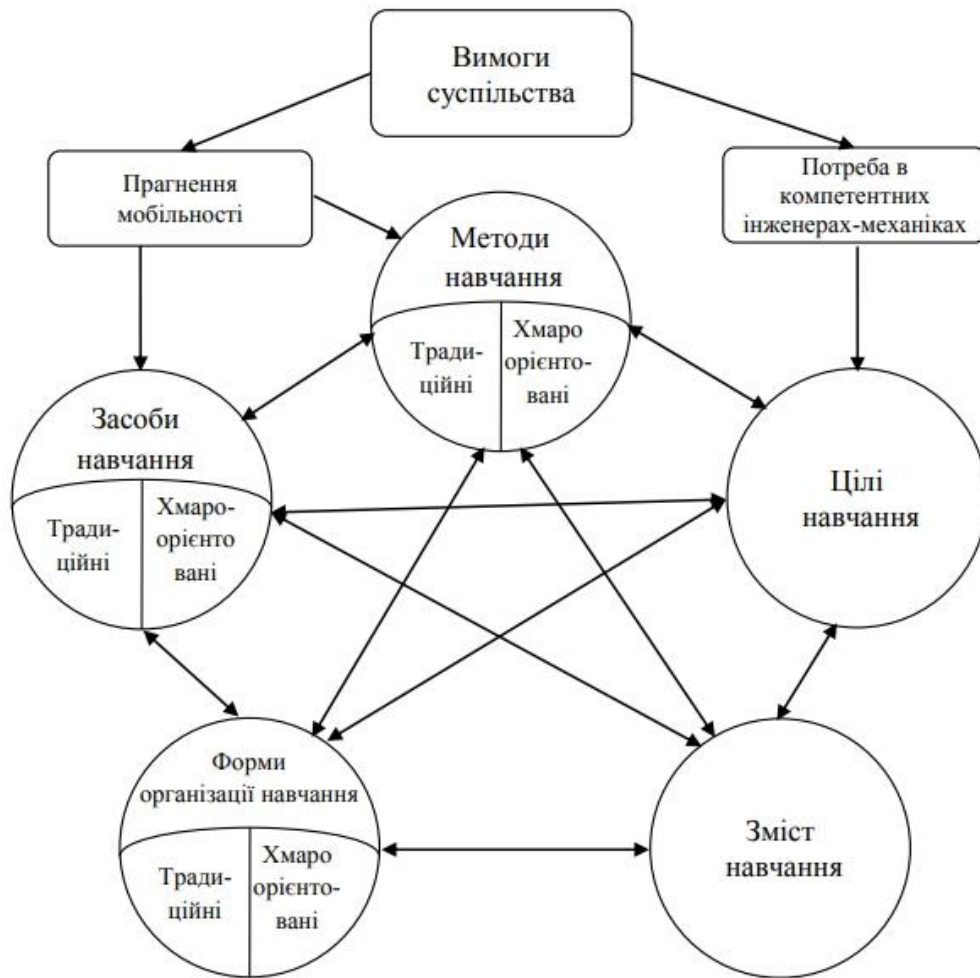 Вимоги
суспільства
Прагнення
мобільності
Потреба в
компетентних
інженерах-механіках
Методи
навчання
Тради-
ційні
Хмаро
орієнто-
вані
Засоби
навчання
Тради-
ційні
Хмаро-
орієнто
вані
Цілі
навчання
Форми
організації навчання
Тради-
ційні
Хмаро
орієнто-
вані
Зміст
навчання